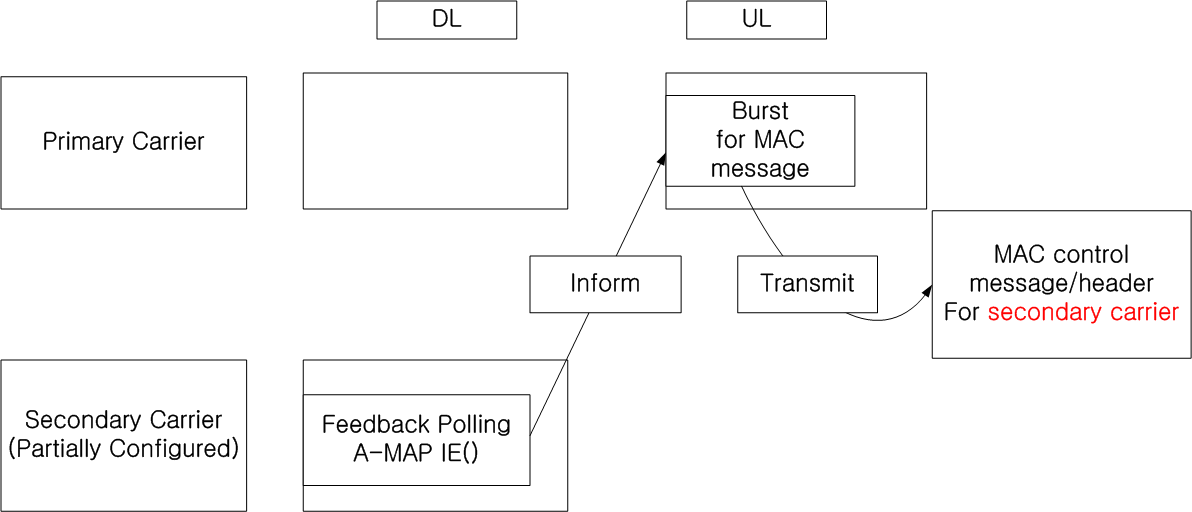 DL
UL
Primary Carrier
Burst
for MAC
message
MAC control
message/header
For secondary carrier
Inform
Transmit
Secondary Carrier
(Partially Configured)
Feedback Polling
A-MAP IE()